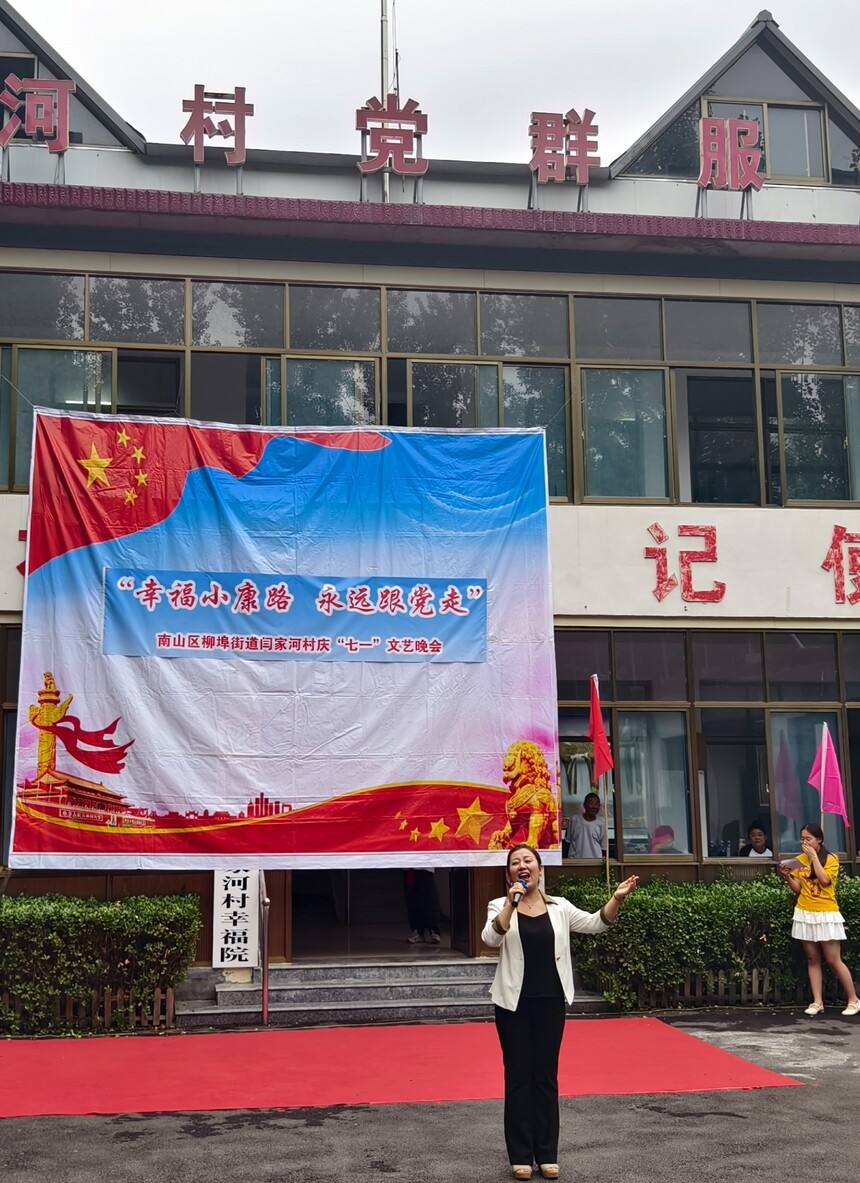 河村党群服
记使
“幸福小康路 永远跟党走”
南山区柳埠街道闫家河村庆“七一”文艺晚会
河村幸福院